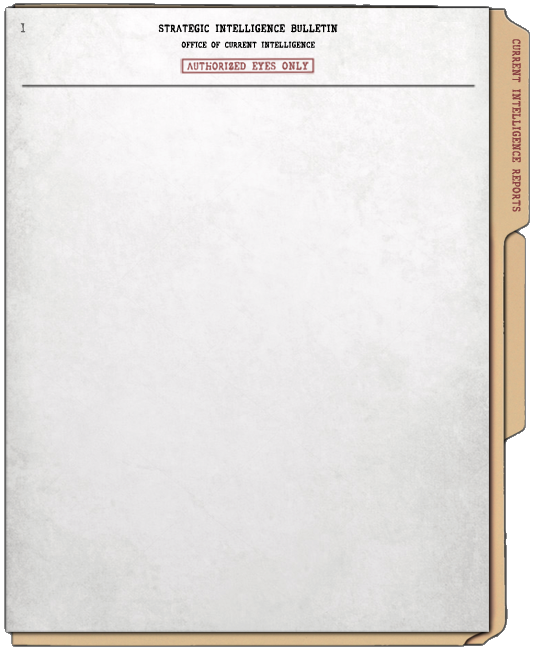 1
STRATEGIC INTELLIGENCE BULLETIN
OFFICE OF CURRENT INTELLIGENCE
AUTHORIZED EYES ONLY
CURRENT INTELLIGENCE REPORTS